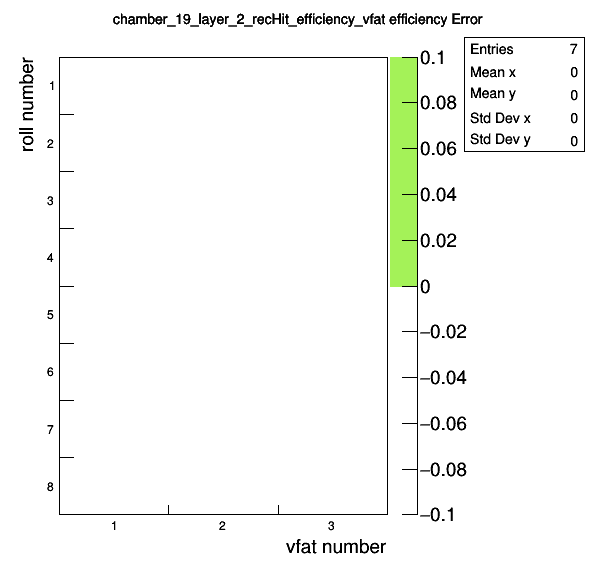 chamber_19_layer_2_recHit_efficiency_vfat efficiency Error
Entries 7
Mean x 0
Mean y 0
Std Dev x 0
Std Dev y 0
roll number
1
2
3
4
5
6
7
8
1 2 3
vfat number
0.1
0.08
0.06
0.04
0.02
0
−0.02
−0.04
−0.06
−0.08
−0.1